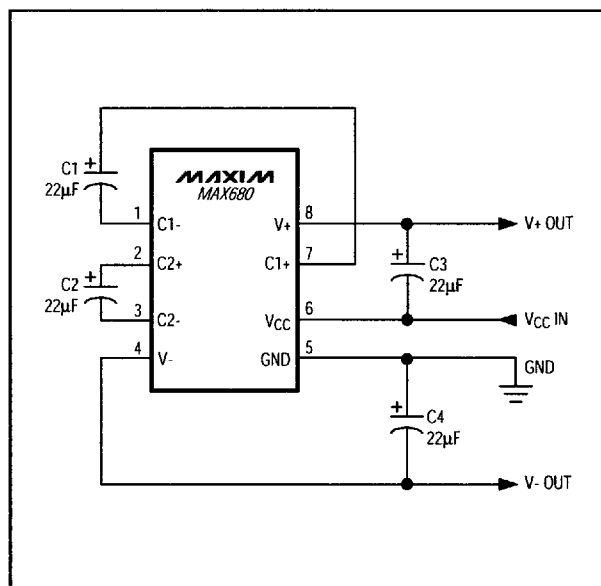 C1 +
22µF
MAXIM
MAX680
1 C1- V+ 8 V+ OUT
2 C2+ C1+ 7 + C3
22µF
C2 +
22µF
3 C2- VCC 6 VCC IN
4 V- GND 5 GND
+ C4
22µF
V- OUT